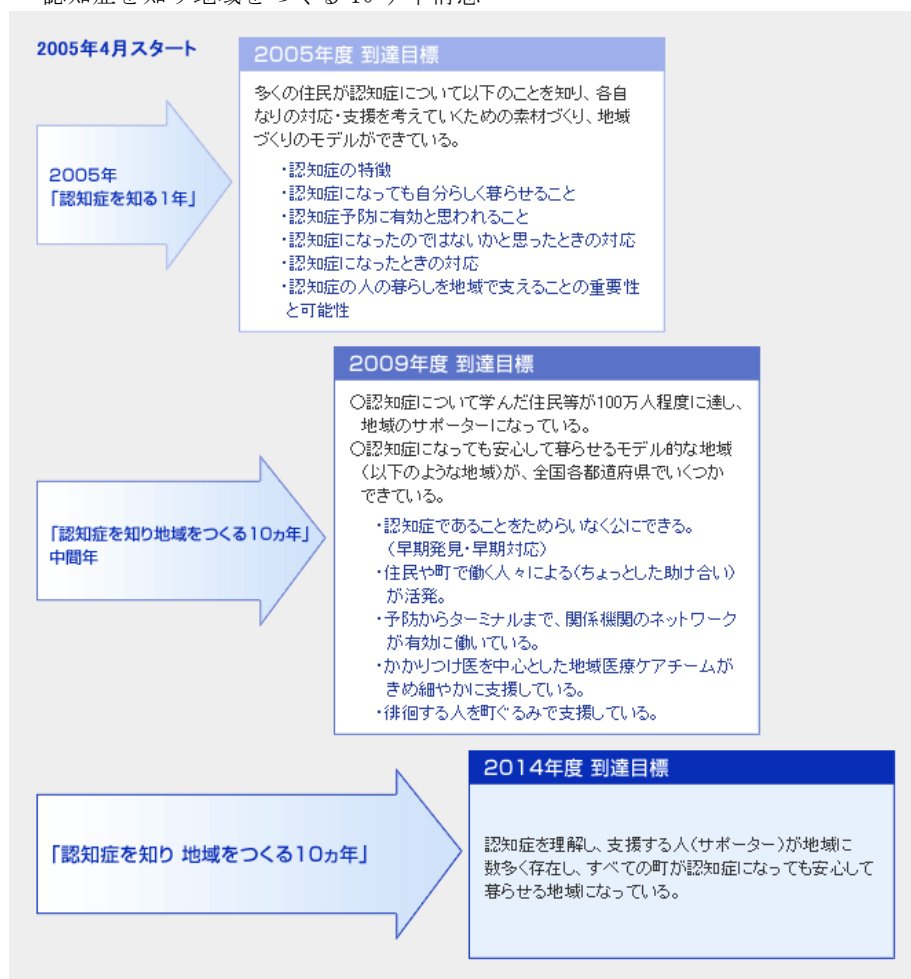 認知症を知り地域をつくる 10ヵ年構想
2005年4月スタート
2005年度 到達目標
多くの住民が認知症について以下のことを知り、各自
なりの対応・支援を考えていくための素材づくり、地域
づくりのモデルができている。
・認知症の特徴
・認知症になっても自分らしく暮らせること
・認知症予防に有効と思われること
・認知症になったのではないかと思ったときの対応
・認知症になったときの対応
・認知症の人の暮らしを地域で支えることの重要性
と可能性
2005年
「認知症を知る1年」
2009年度 到達目標
○認知症について学んだ住民等が100万人程度に達し、
地域のサポーターになっている。
○認知症になっても安心して暮らせるモデル的な地域
（以下のような地域）が、全国各都道府県でいくつか
できている。
・認知症であることをためらいなく公にできる。
（早期発見・早期対応）
・住民や町で働く人々による（ちょっとした助け合い）
が活発。
・予防からターミナルまで、関係機関のネットワーク
が有効に働いている。
・かかりつけ医を中心とした地域医療ケアチームが
きめ細やかに支援している。
・徘徊する人を町ぐるみで支援している。
「認知症を知り地域をつくる10ヵ年」
中間年
2014年度 到達目標
認知症を理解し、支援する人（サポーター）が地域に
数多く存在し、すべての町が認知症になっても安心して
暮らせる地域になっている。
「認知症を知り 地域をつくる10ヵ年」